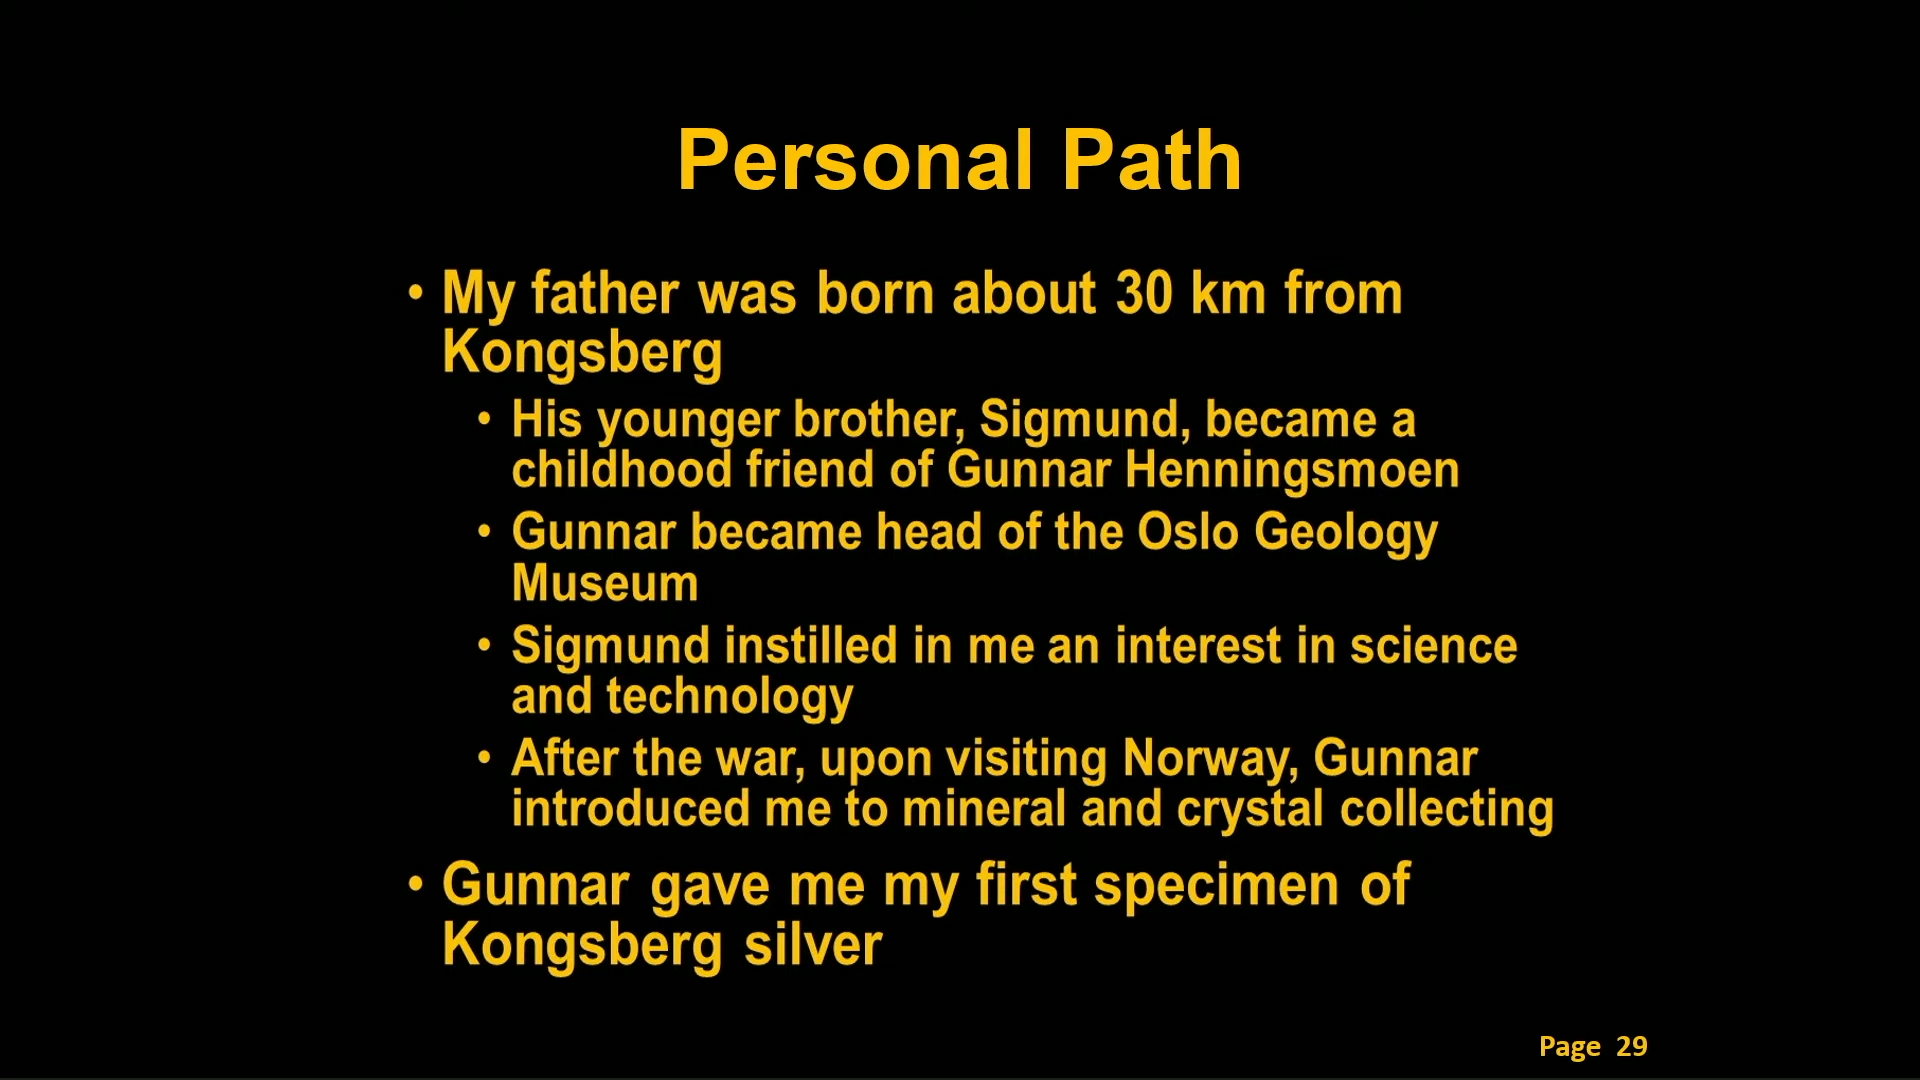 Personal Path
• My father was born about 30 km from
Kongsberg
• His younger brother, Sigmund, became a
childhood friend of Gunnar Henningsmoen
• Gunnar became head of the Oslo Geology
Museum
• Sigmund instilled in me an interest in science
and technology
• After the war, upon visiting Norway, Gunnar
introduced me to mineral and crystal collecting
• Gunnar gave me my first specimen of
Kongsberg silver
Page 29